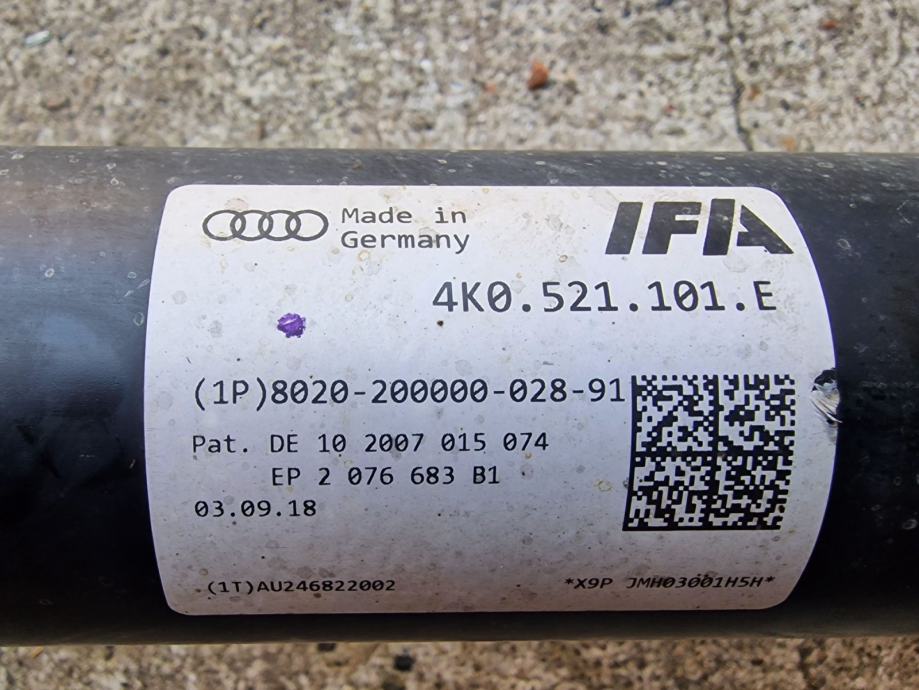 Made in
Germany
IFA
4K0.521.101.E
(1P)8020-200000-028-91
Pat. DE 10 2007 015 074
EP 2 076 683 B1
03.09.18
(1T)AU246822002
*X9P JMH03001H5H*